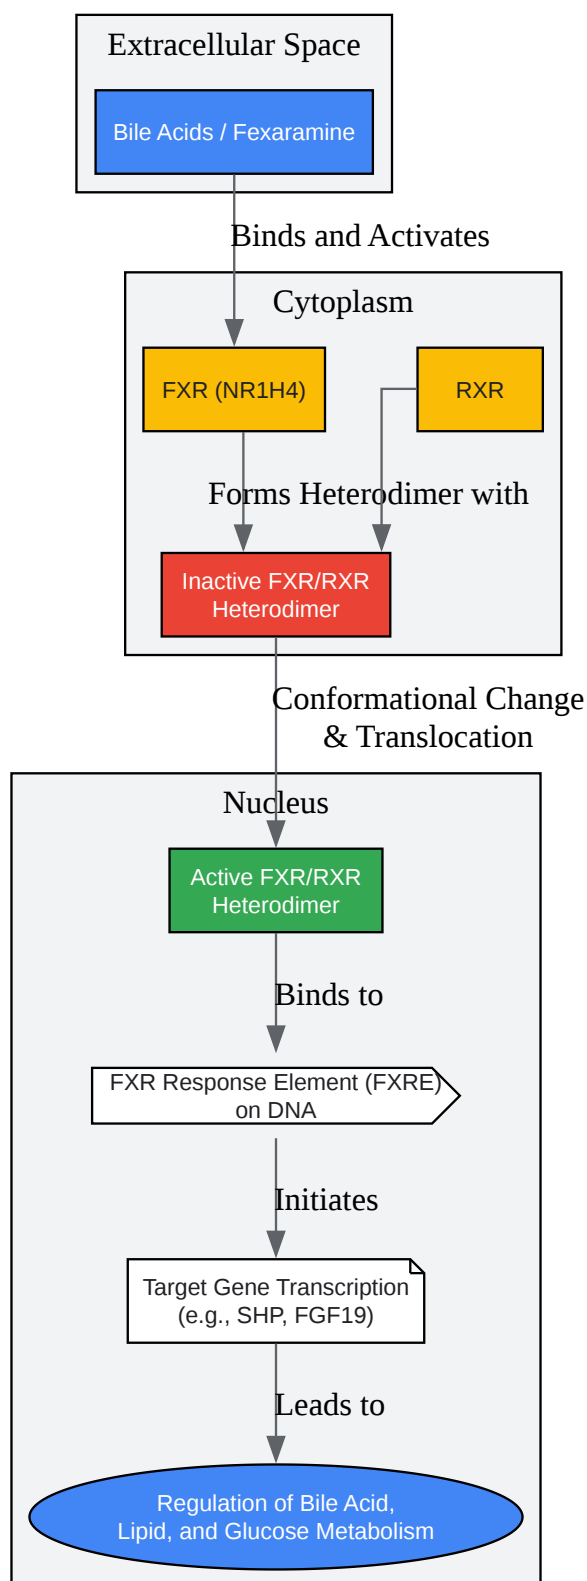 Extracellular Space
Bile Acids / Fexaramine
Binds and Activates
Cytoplasm
FXR (NR1H4)
RXR
Forms Heterodimer with
Inactive FXR/RXR
Heterodimer
Conformational Change
& Translocation
Nucleus
Active FXR/RXR
Heterodimer
Binds to
FXR Response Element (FXRE)
on DNA
Initiates
Target Gene Transcription
(e.g., SHP, FGF19)
Leads to
Regulation of Bile Acid,
Lipid, and Glucose Metabolism